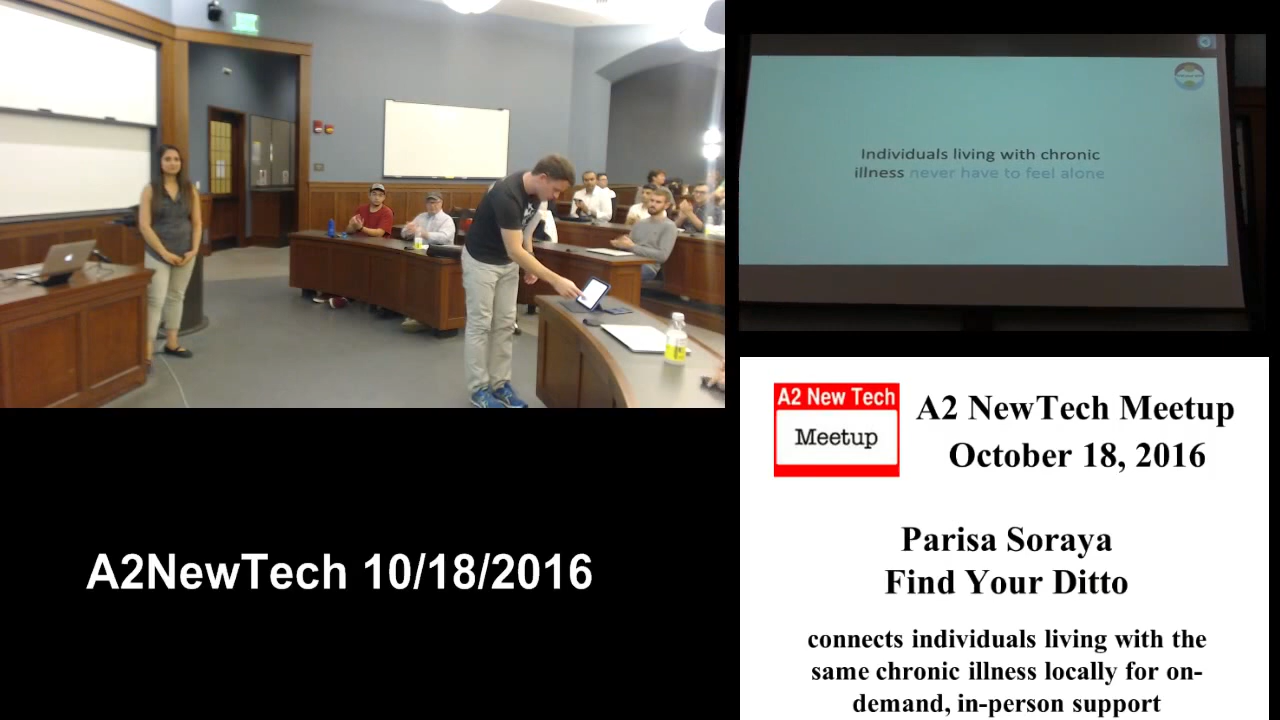 Individuals living with chronic
illness never have to feel alone
A2 New Tech
Meetup
A2 NewTech Meetup
October 18, 2016
Parisa Soraya
Find Your Ditto
connects individuals living with the
same chronic illness locally for on-
demand, in-person support
A2NewTech 10/18/2016